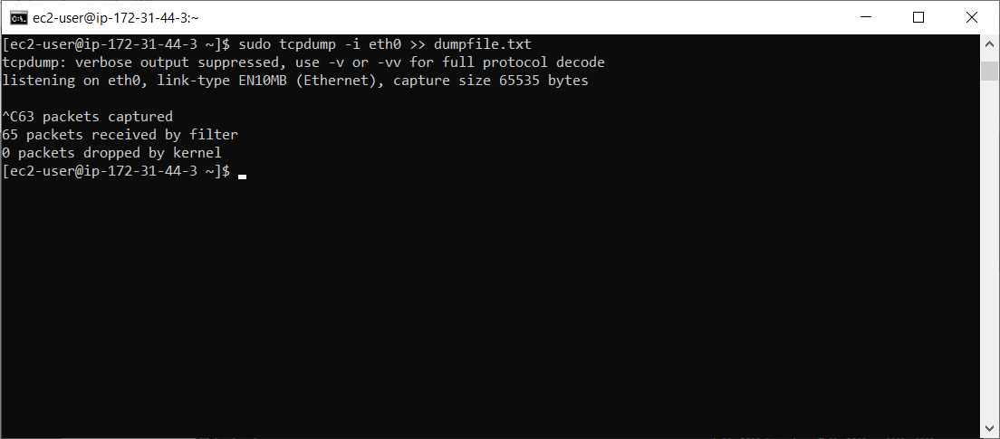 ec2-user@ip-172-31-44-3:~
[ec2-user@ip-172-31-44-3 ~]$ sudo tcpdump -i eth0 >> dumpfile.txt
tcpdump: verbose output suppressed, use -v or -vv for full protocol decode
listening on eth0, link-type EN10MB (Ethernet), capture size 65535 bytes
^C63 packets captured
65 packets received by filter
0 packets dropped by kernel
[ec2-user@ip-172-31-44-3 ~]$